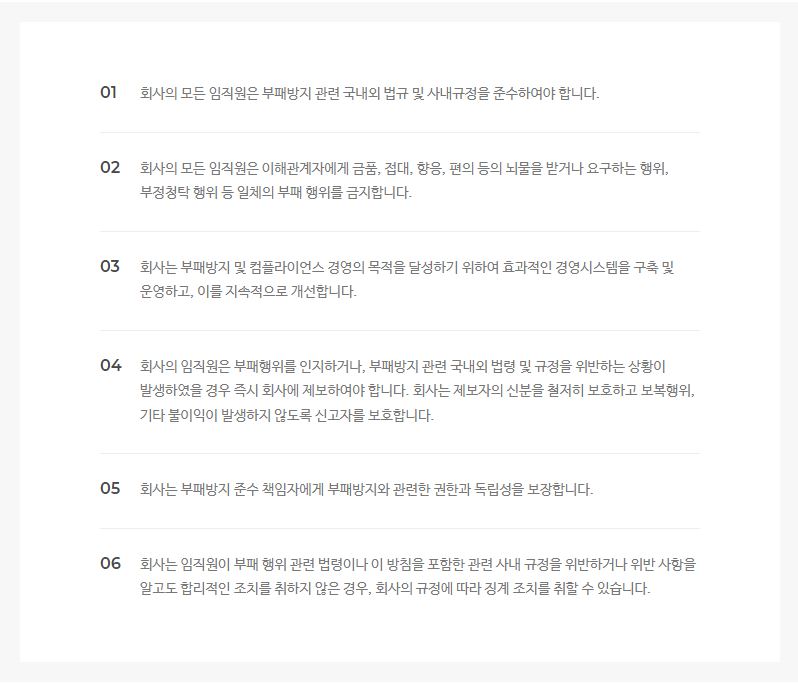 01 회사의 모든 임직원은 부패방지 관련 국내외 법규 및 사내규정을 준수하여야 합니다.
02 회사의 모든 임직원은 이해관계자에게 금품, 접대, 향응, 편의 등의 뇌물을 받거나 요구하는 행위,
부정청탁 행위 등 일체의 부패 행위를 금지합니다.
03 회사는 부패방지 및 컴플라이언스 경영의 목적을 달성하기 위하여 효과적인 경영시스템을 구축 및
운영하고, 이를 지속적으로 개선합니다.
04 회사의 임직원은 부패행위를 인지하거나, 부패방지 관련 국내외 법령 및 규정을 위반하는 상황이
발생하였을 경우 즉시 회사에 제보하여야 합니다. 회사는 제보자의 신분을 철저히 보호하고 보복행위,
기타 불이익이 발생하지 않도록 신고자를 보호합니다.
05 회사는 부패방지 준수 책임자에게 부패방지와 관련한 권한과 독립성을 보장합니다.
06 회사는 임직원이 부패 행위 관련 법령이나 이 방침을 포함한 관련 사내 규정을 위반하거나 위반 사항을
알고도 합리적인 조치를 취하지 않은 경우, 회사의 규정에 따라 징계 조치를 취할 수 있습니다.